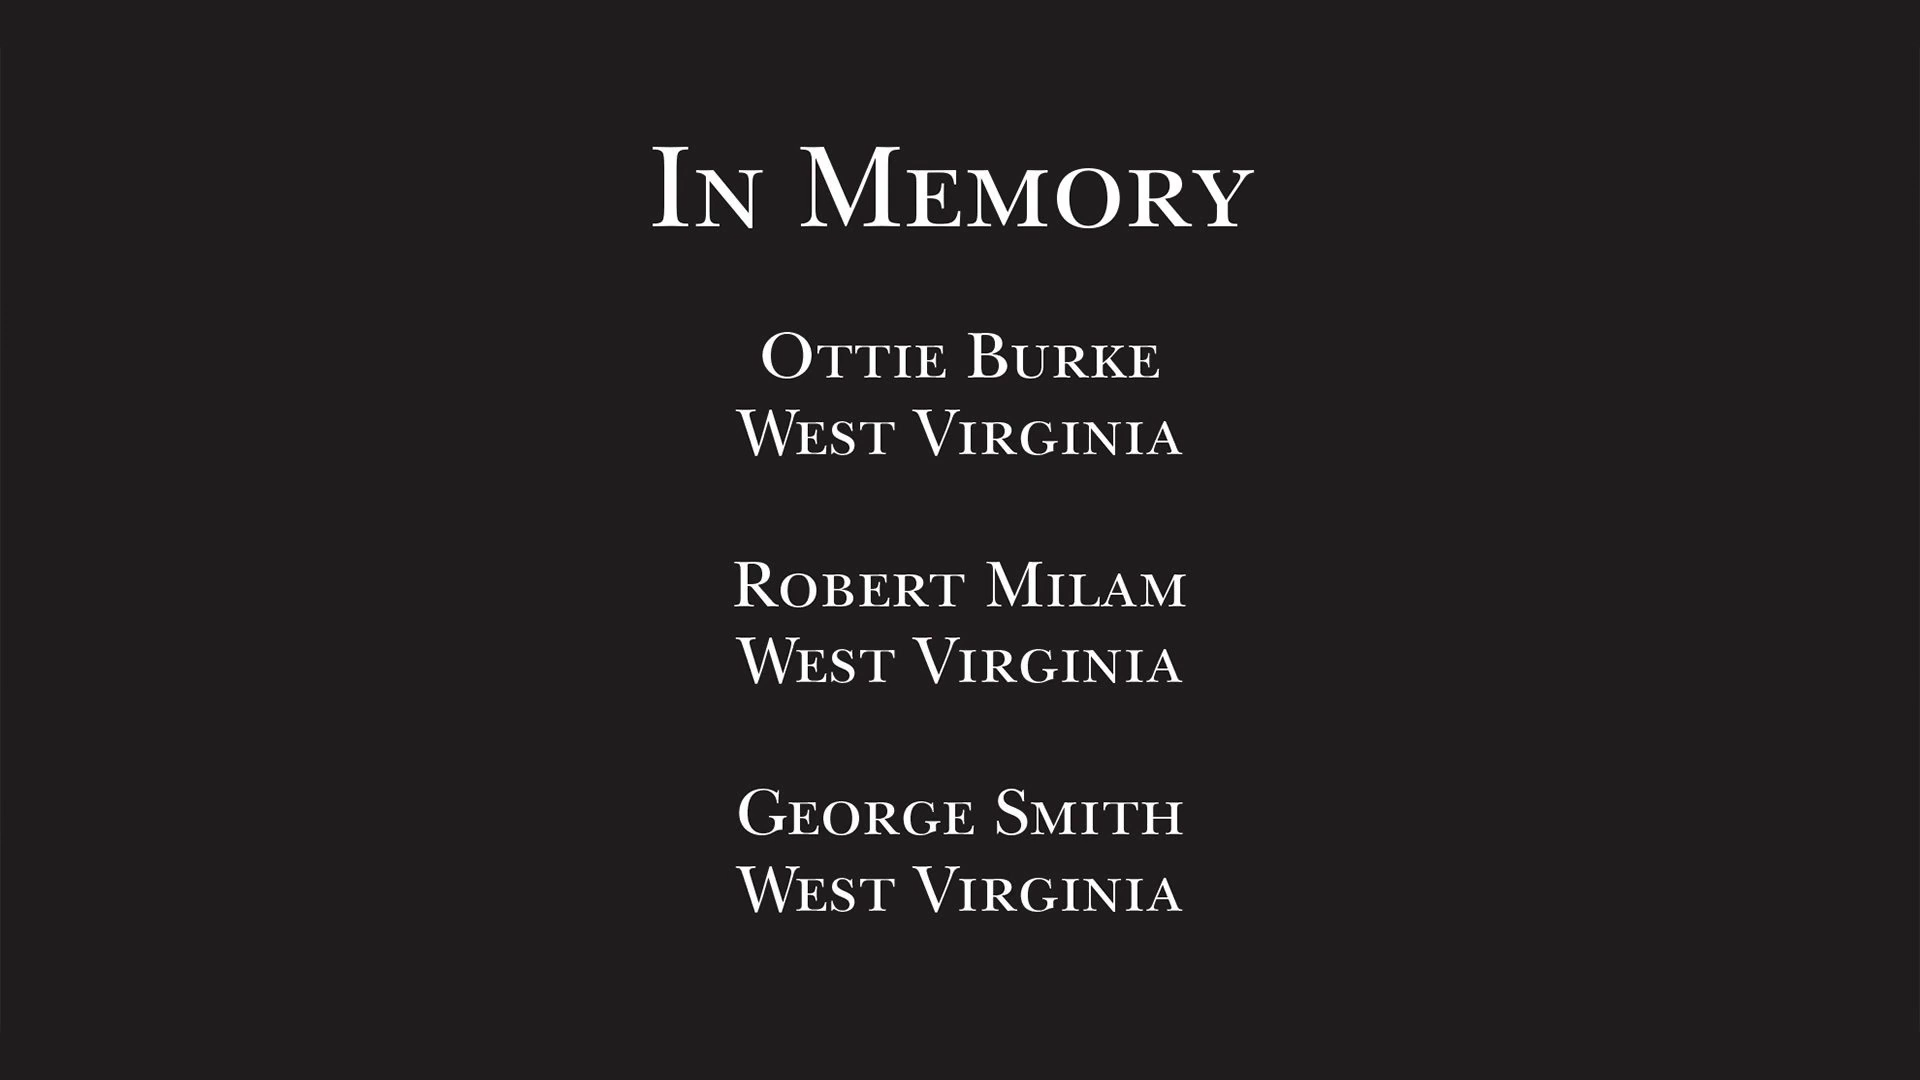 In Memory
Ottie Burke
West Virginia
Robert Milam
West Virginia
George Smith
West Virginia